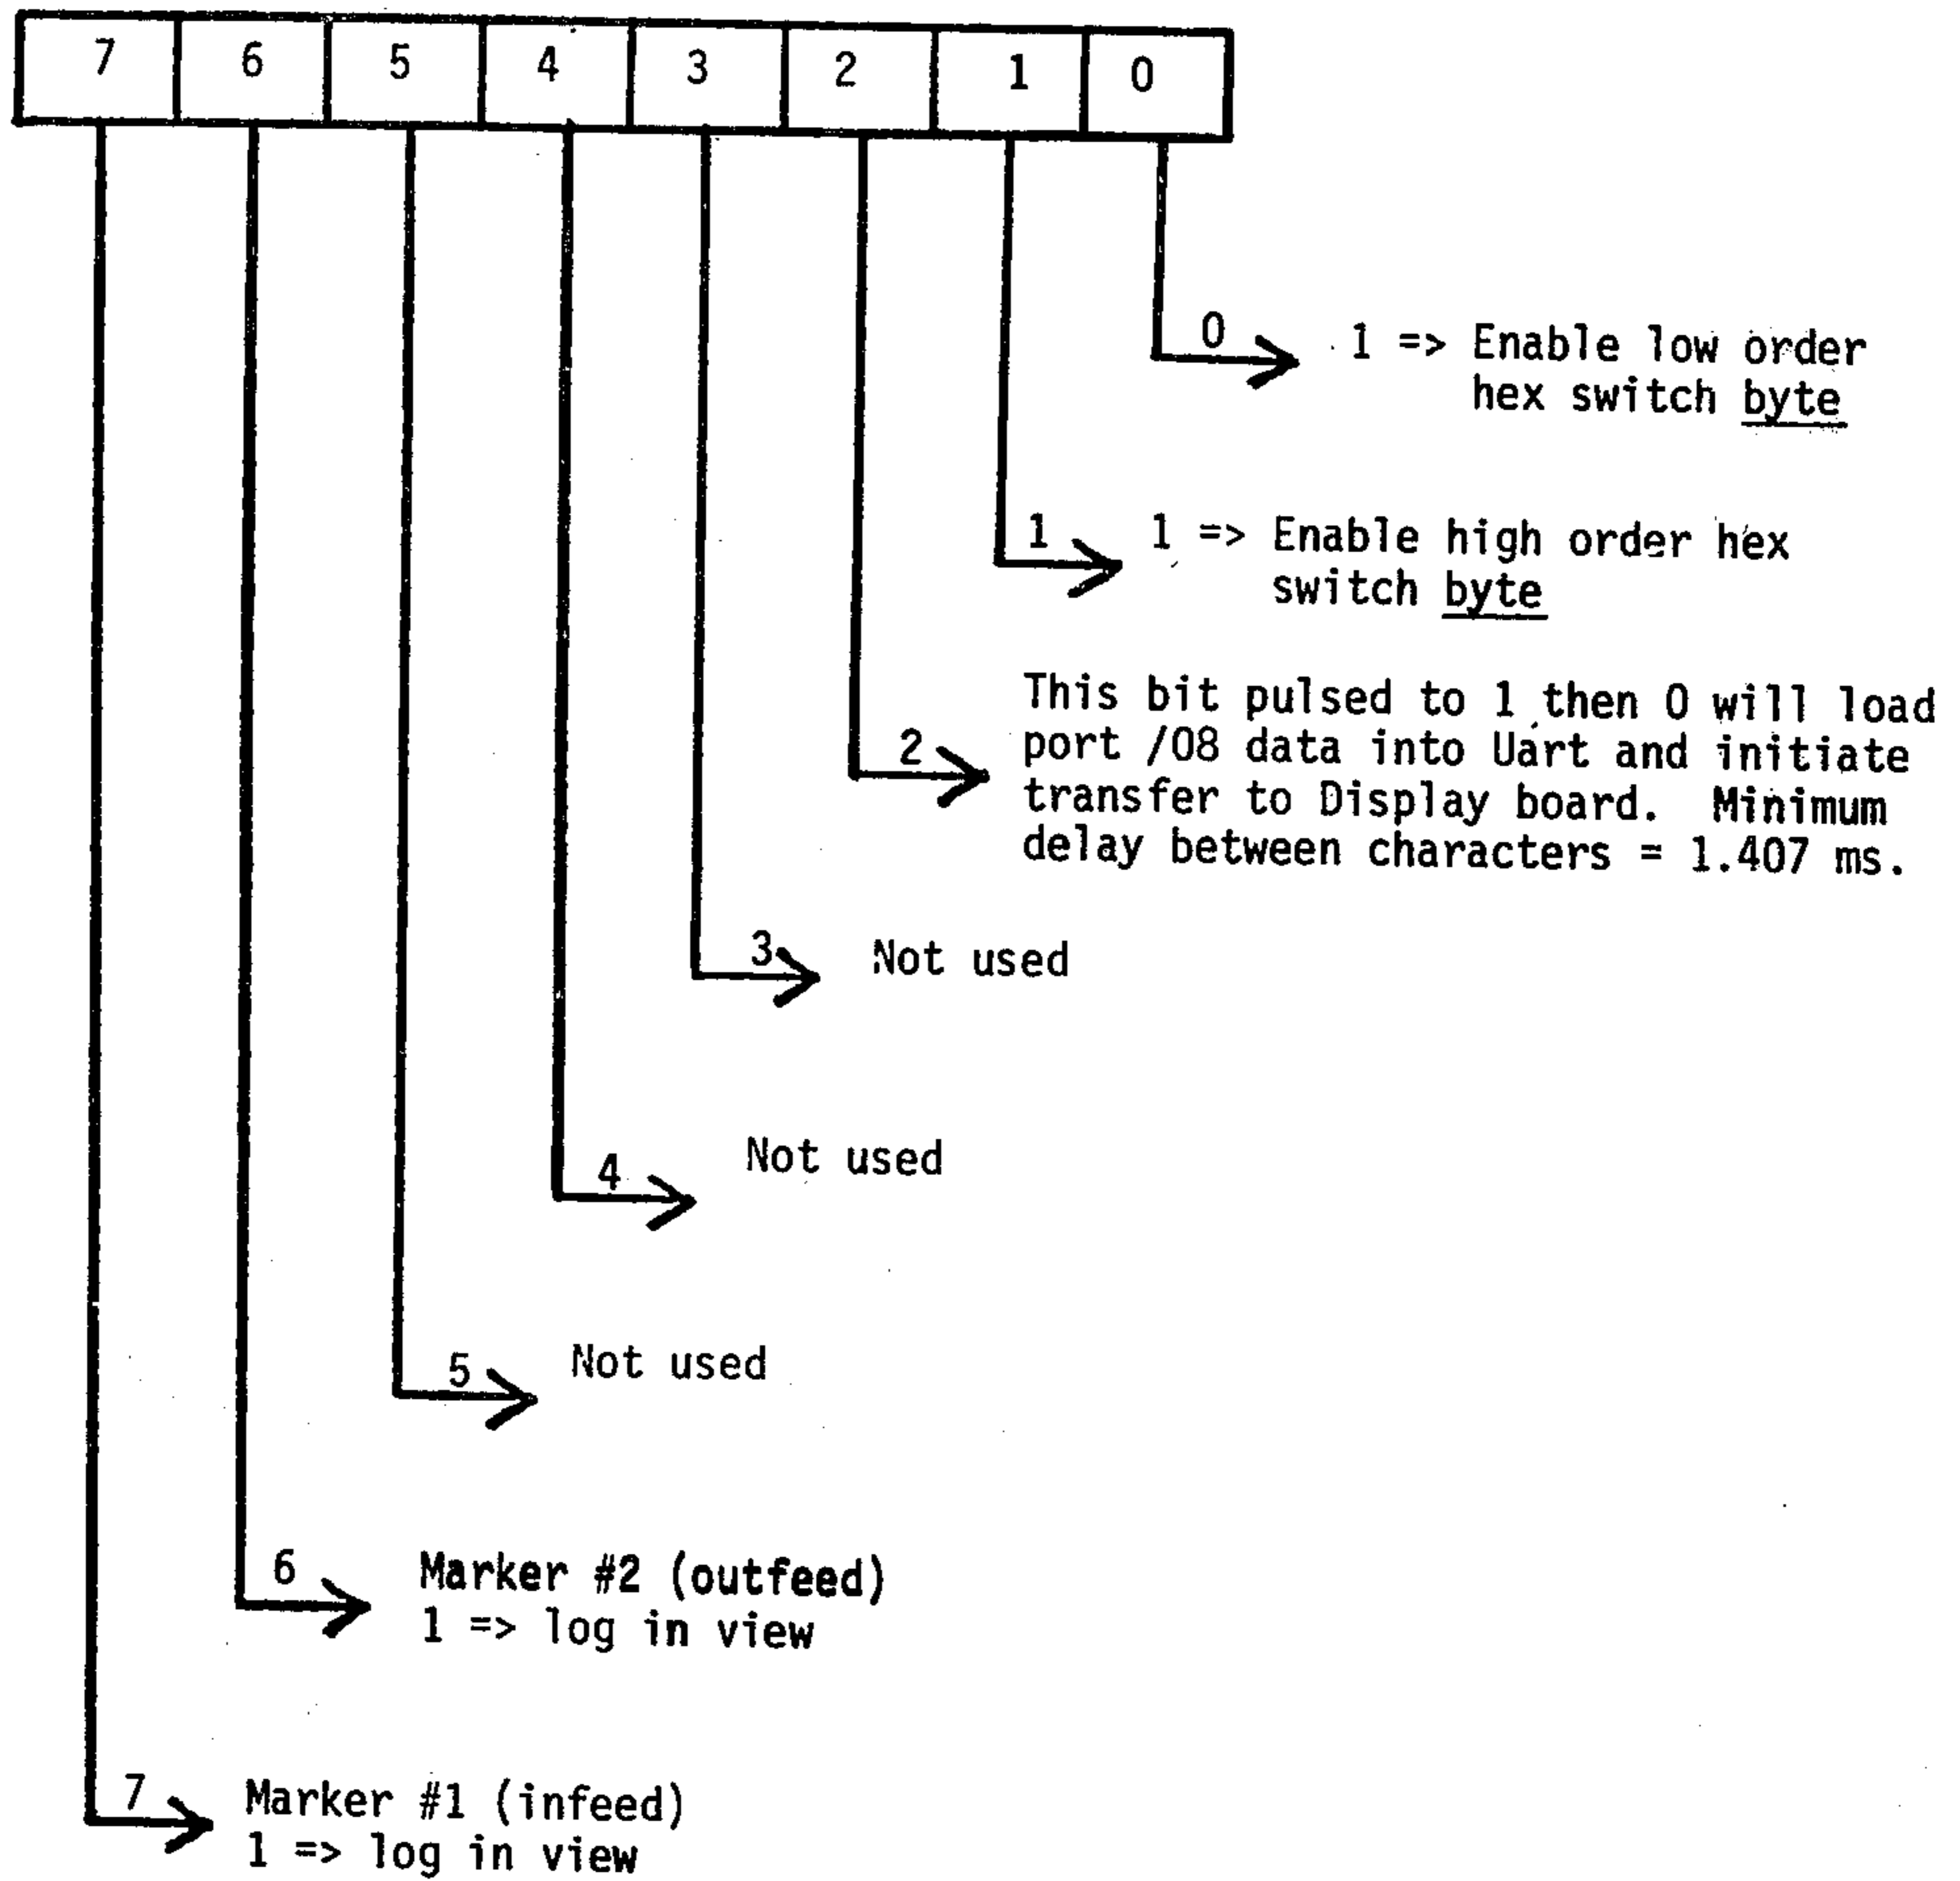 7 6 5 4 3 2 1 0
0 1 => Enable low order
hex switch byte
1 1 => Enable high order hex
switch byte
This bit pulsed to 1 then 0 will load
2 port /08 data into Uart and initiate
transfer to Display board. Minimum
delay between characters = 1.407 ms.
3 Not used
4 Not used
5 Not used
6 Marker #2 (outfeed)
1 => log in view
7 Marker #1 (infeed)
1 => log in view